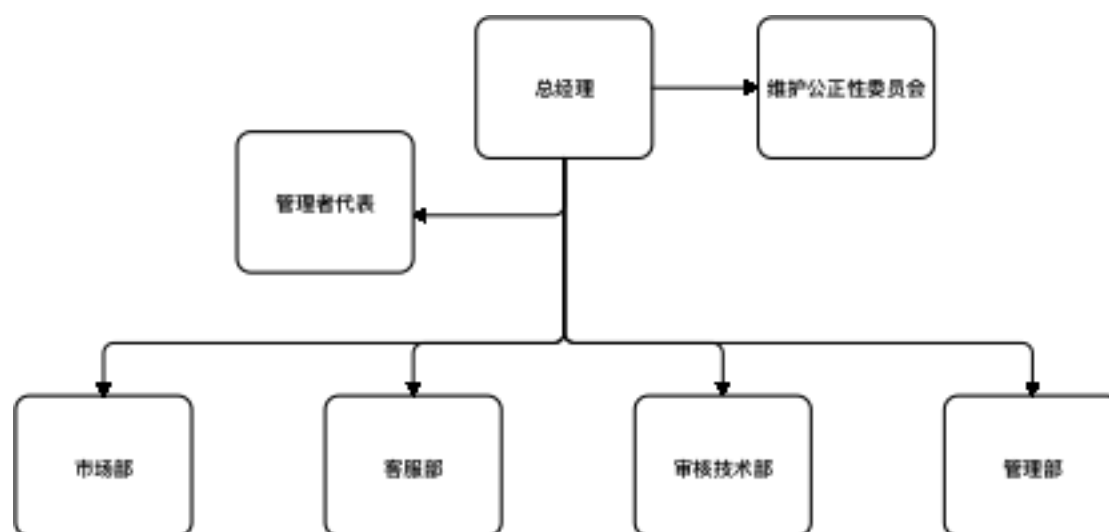 总经理
维护公正性委员会
管理者代表
市场部
客服部
审核技术部
管理部